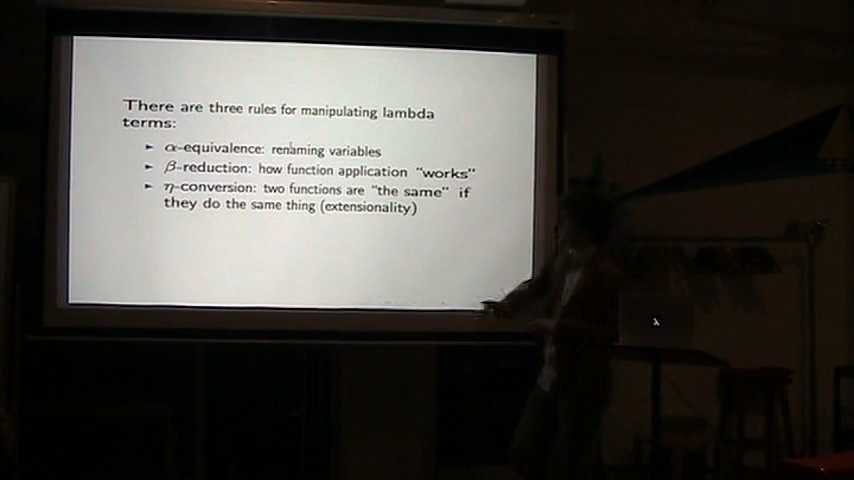 There are three rules for manipulating lambda
terms:
► α-equivalence: renaming variables
► β-reduction: how function application "works"
► η-conversion: two functions are "the same" if
they do the same thing (extensionality)
λ